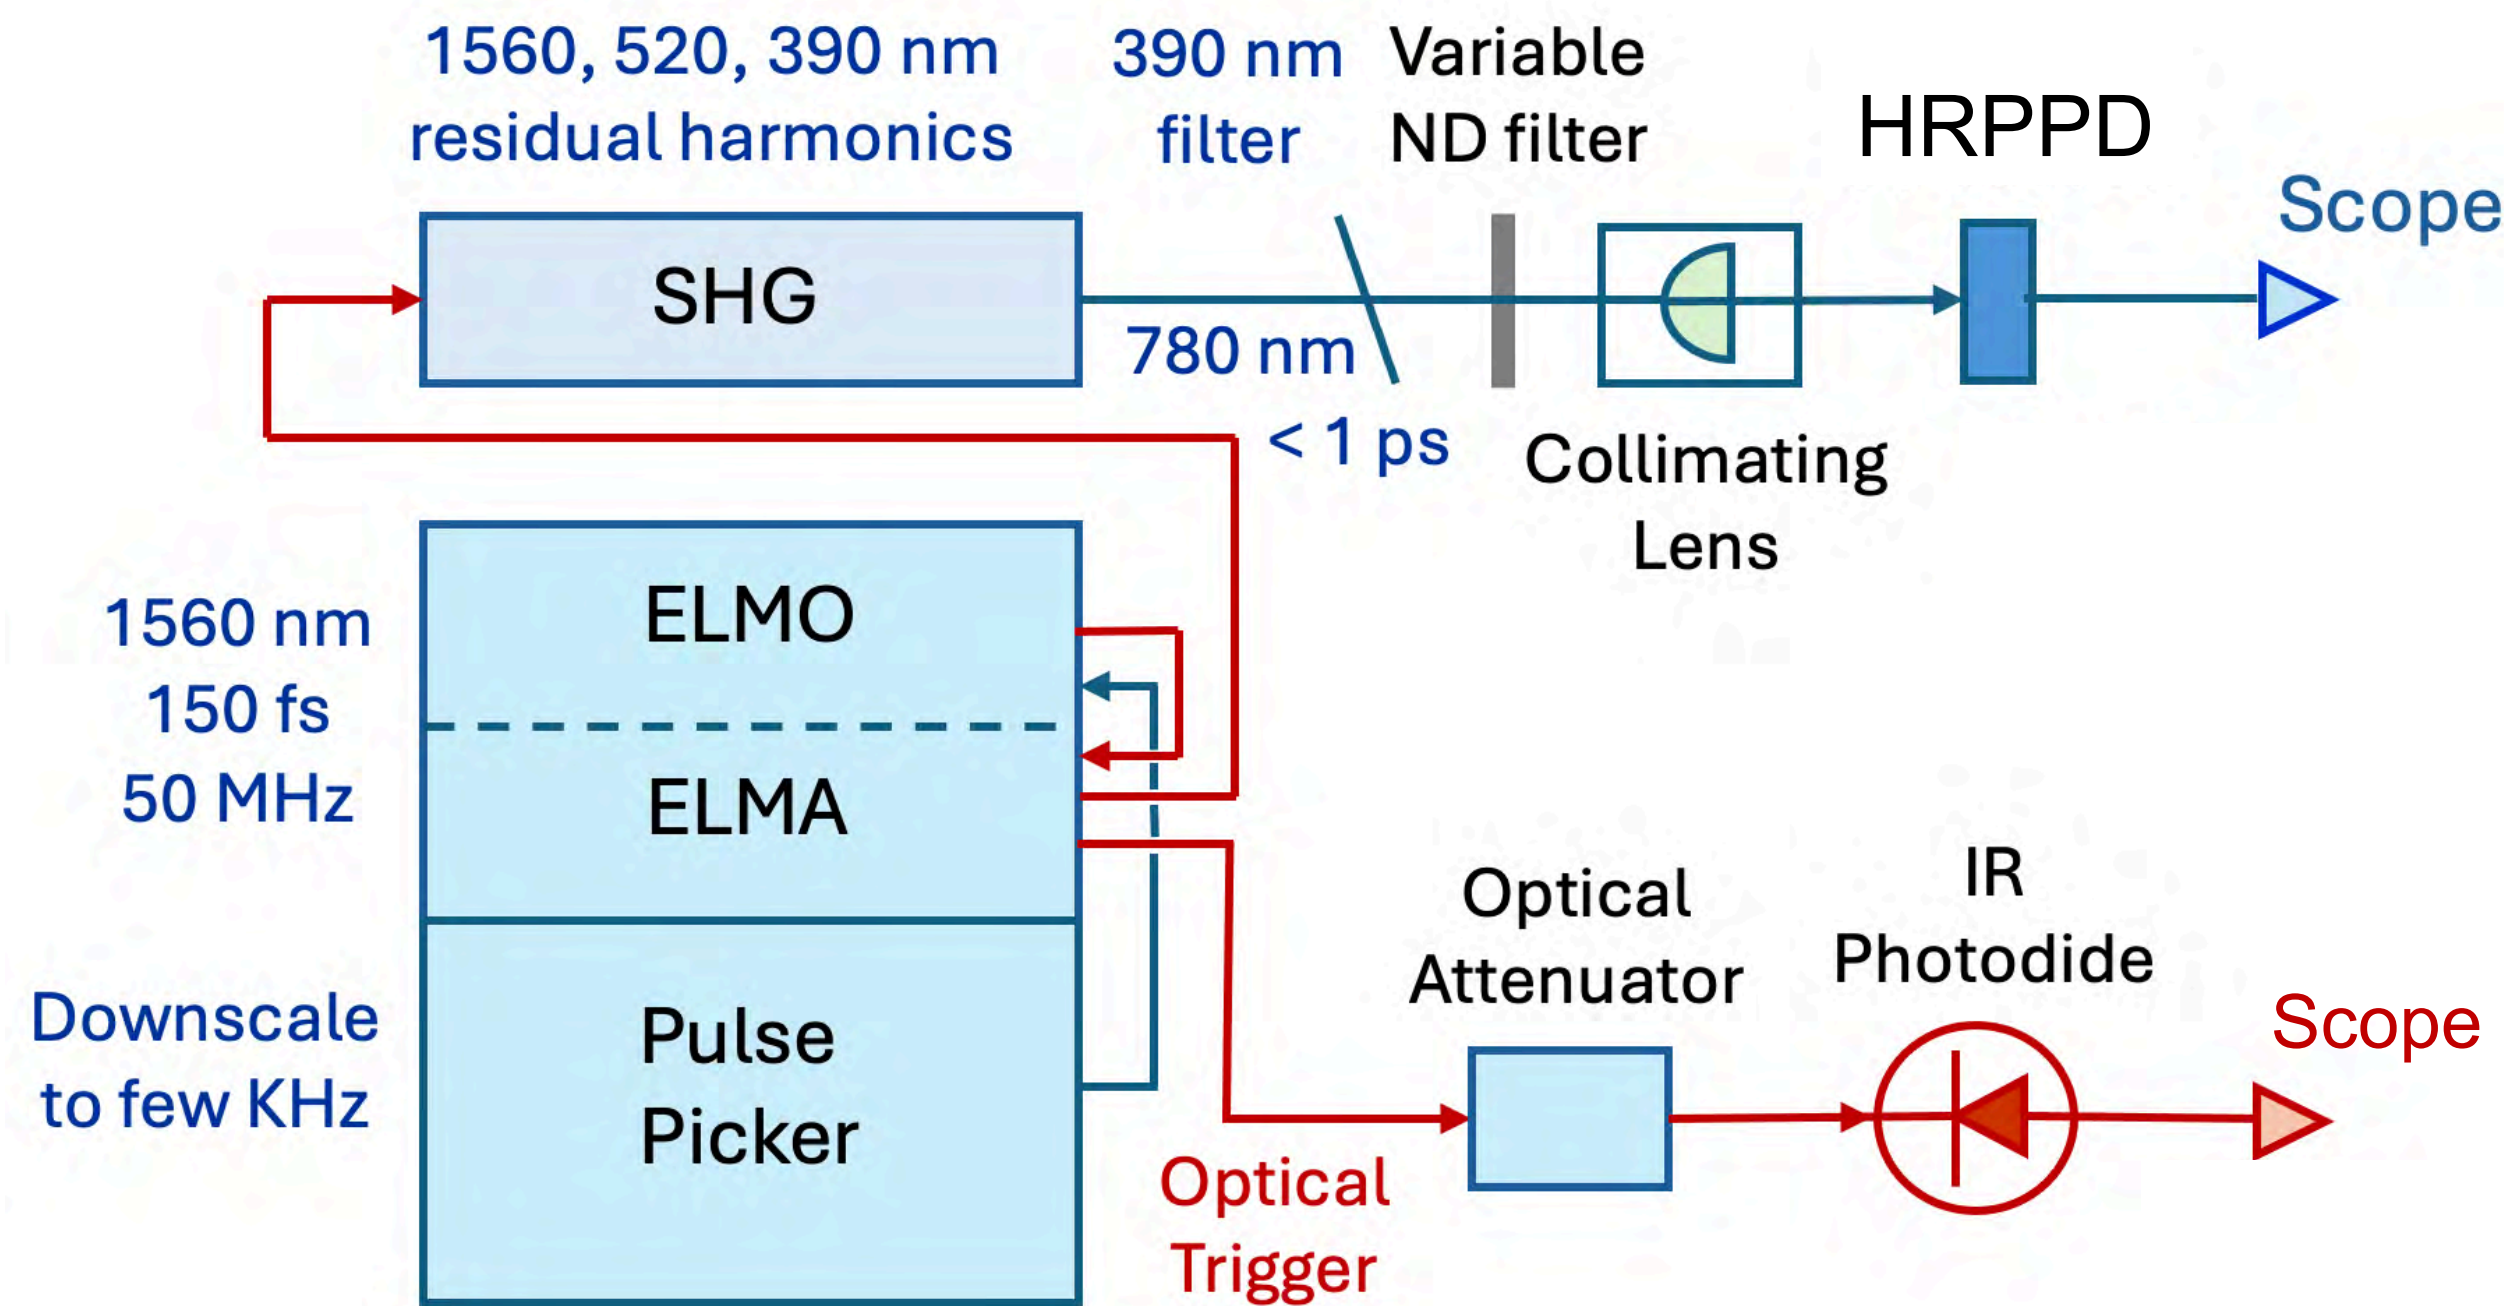 1560, 520, 390 nm
residual harmonics
390 nm
filter
Variable
ND filter
HRPPD
Scope
SHG
780 nm
< 1 ps
Collimating
Lens
ELMO
1560 nm
150 fs
50 MHz
ELMA
Optical
Attenuator
IR
Photodide
Scope
Downscale
to few KHz
Pulse
Picker
Optical
Trigger